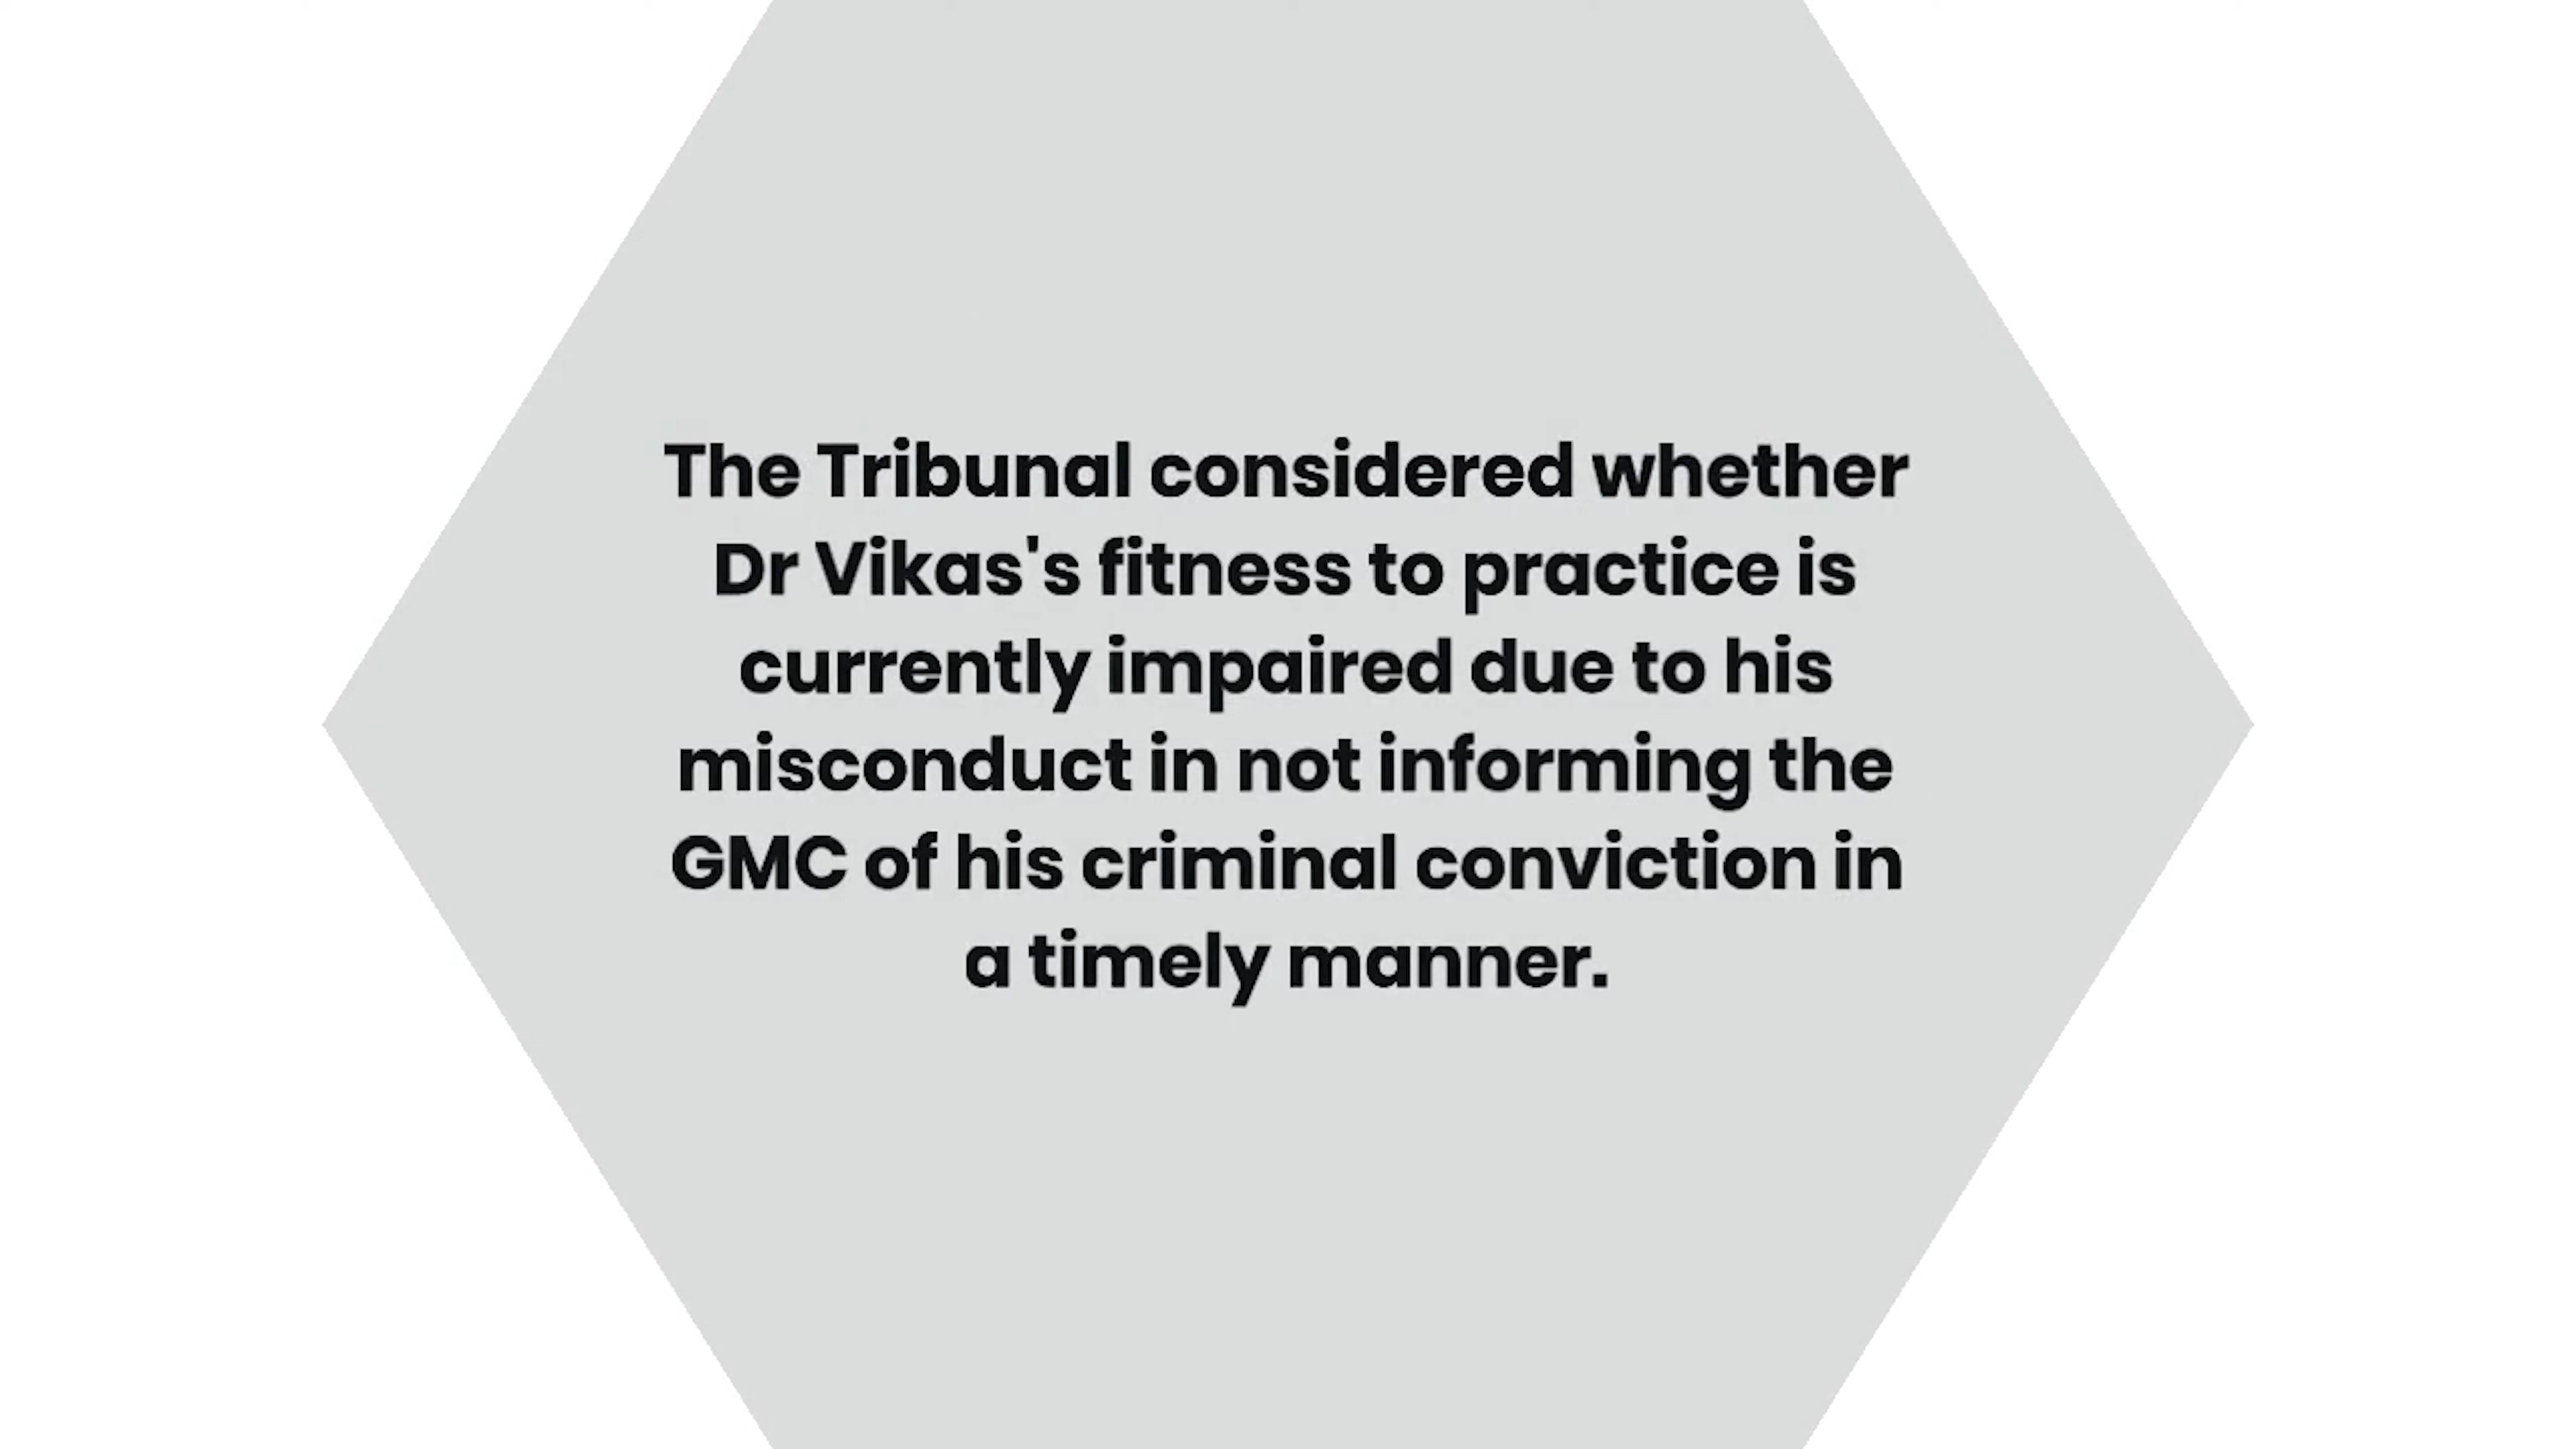 The Tribunal considered whether
Dr Vikas's fitness to practice is
currently impaired due to his
misconduct in not informing the
GMC of his criminal conviction in
a timely manner.